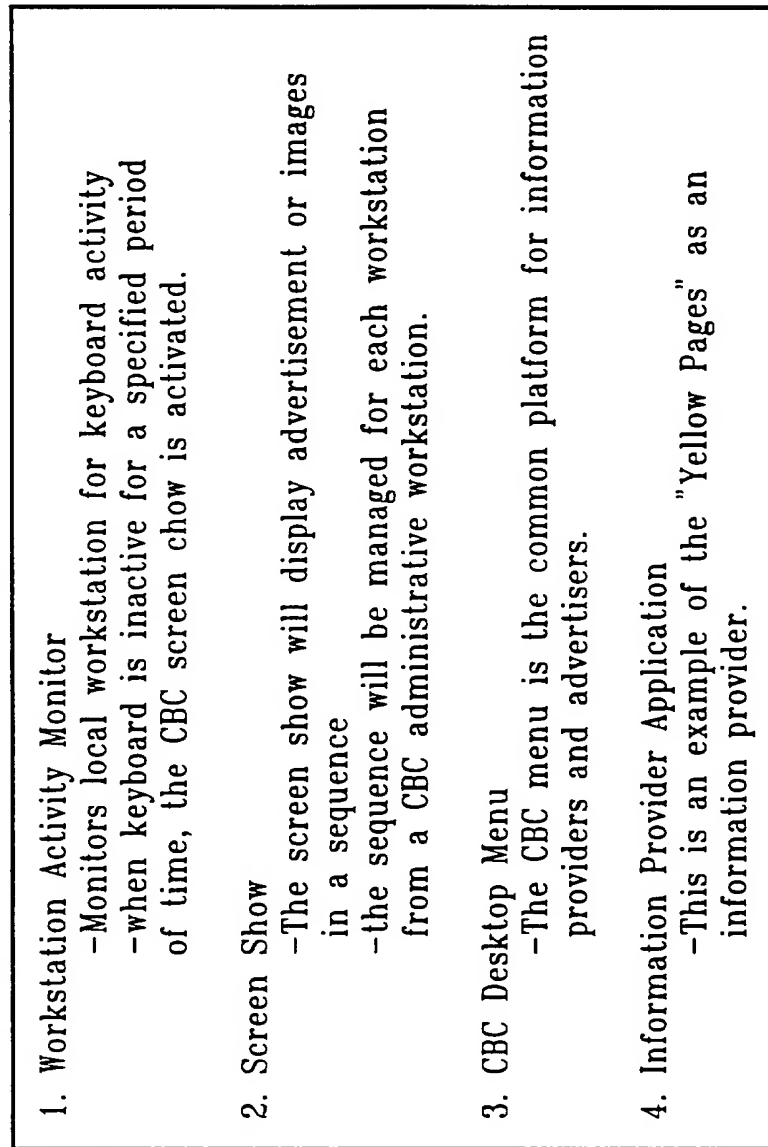 1. Workstation Activity Monitor
-Monitors local workstation for keyboard activity
-when keyboard is inactive for a specified period
of time, the CBC screen chow is activated.
2. Screen Show
-The screen show will display advertisement or images
in a sequence
-the sequence will be managed for each workstation
from a CBC administrative workstation.
3. CBC Desktop Menu
-The CBC menu is the common platform for information
providers and advertisers.
4. Information Provider Application
-This is an example of the "Yellow Pages" as an
information provider.